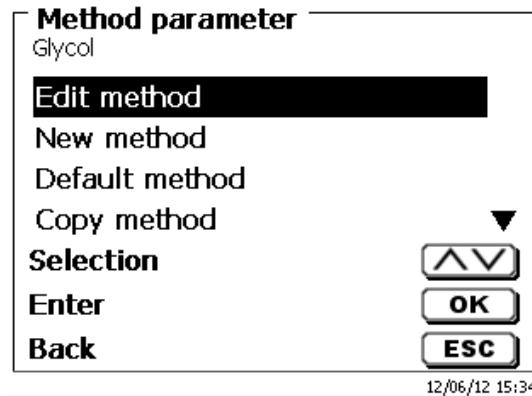 Method parameter
Glycol
Edit method
New method
Default method
Copy method
Selection
Enter OK
Back ESC
12/06/12 15:34